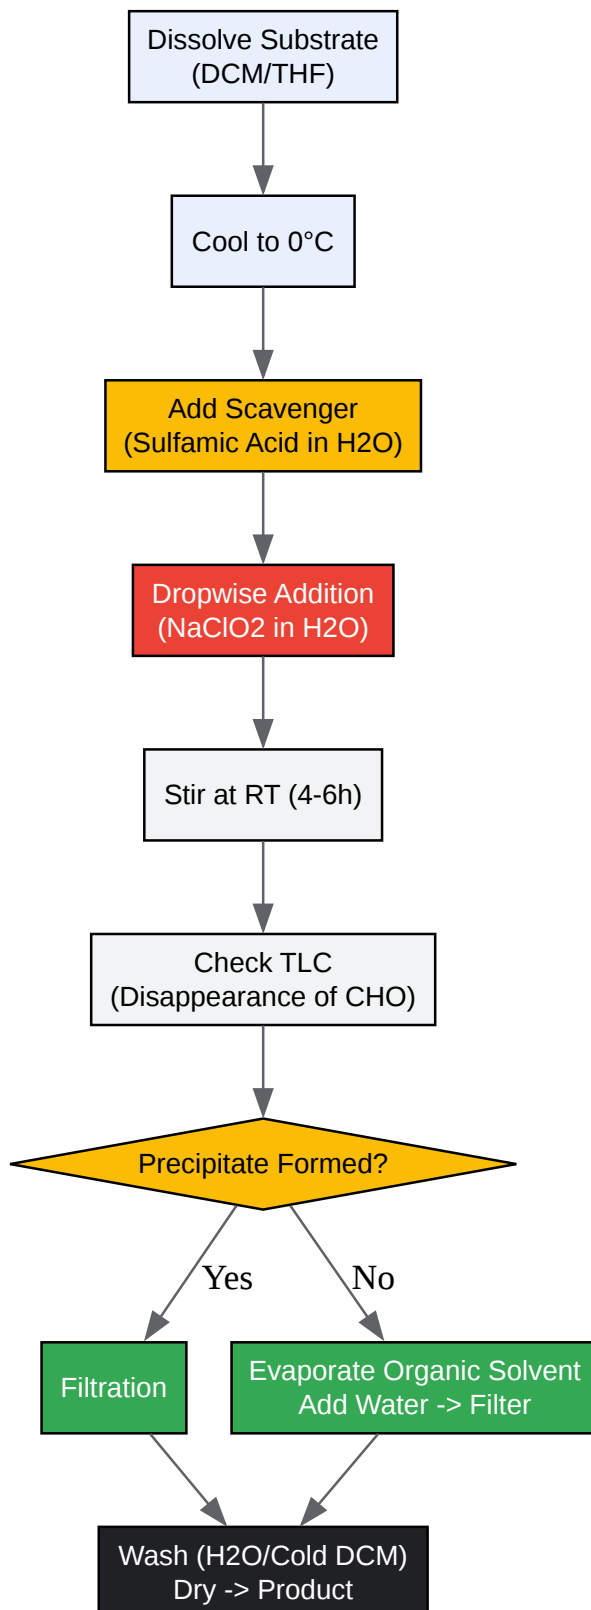 Dissolve Substrate
(DCM/THF)
Cool to 0°C
Add Scavenger
(Sulfamic Acid in H2O)
Dropwise Addition
(NaClO2 in H2O)
Stir at RT (4-6h)
Check TLC
(Disappearance of CHO)
Precipitate Formed?
Yes
No
Filtration
Evaporate Organic Solvent
Add Water -> Filter
Wash (H2O/Cold DCM)
Dry -> Product